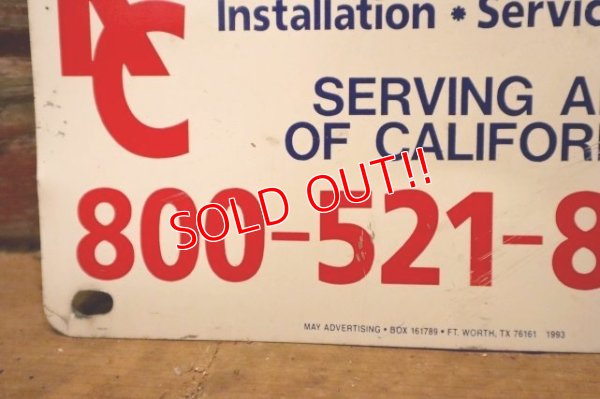 Installation * Servic
RC
SERVING A
OF CALIFOR
800-521-8
SOLD OUT!!
MAY ADVERTISING • BOX 161789 • FT. WORTH, TX 76161 1993